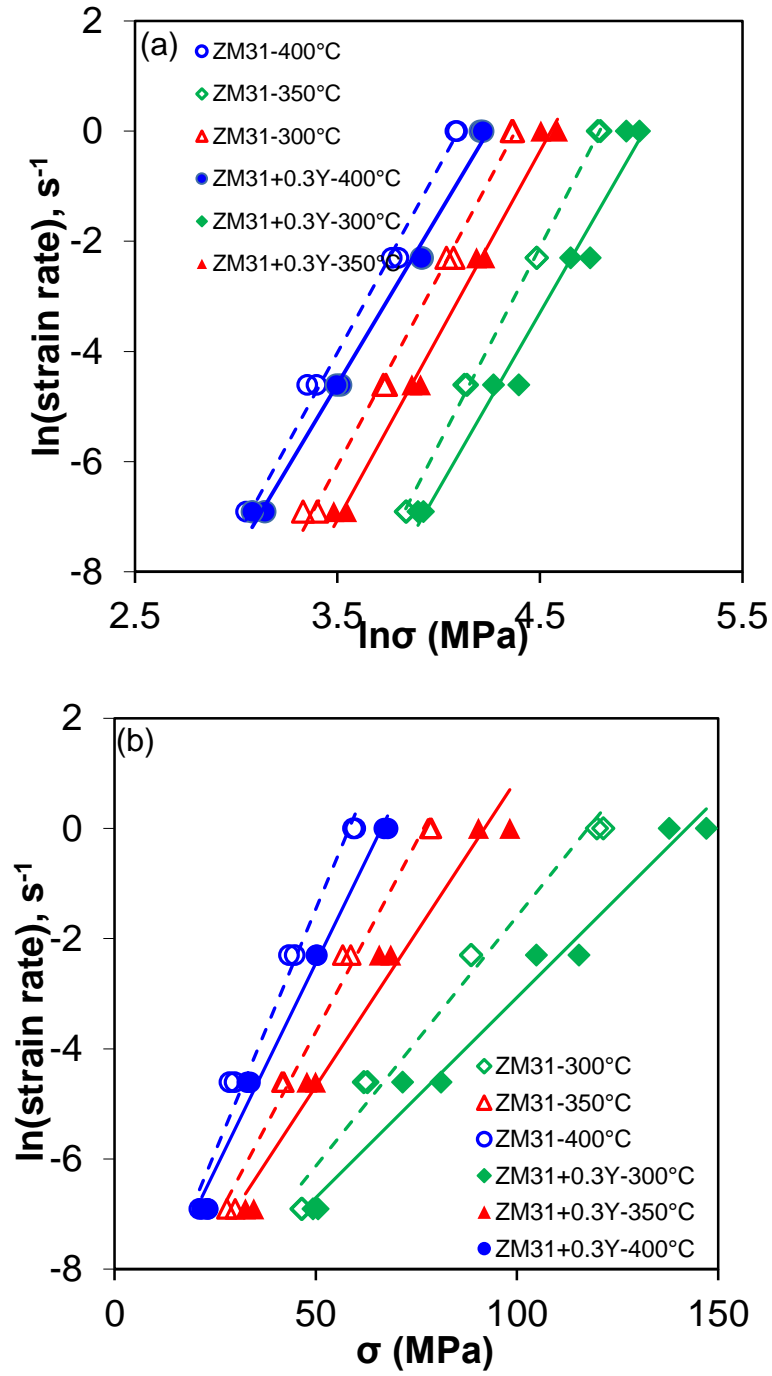 (a)
2
0
-2
-4
-6
-8
ln(strain rate), s-1
ZM31-400°C
ZM31-350°C
ZM31-300°C
ZM31+0.3Y-400°C
ZM31+0.3Y-300°C
ZM31+0.3Y-350°C
2.5 3.5 4.5 5.5
lnσ (MPa)
(b)
2
0
-2
-4
-6
-8
ln(strain rate), s-1
ZM31-300°C
ZM31-350°C
ZM31-400°C
ZM31+0.3Y-300°C
ZM31+0.3Y-350°C
ZM31+0.3Y-400°C
0 50 100 150
σ (MPa)